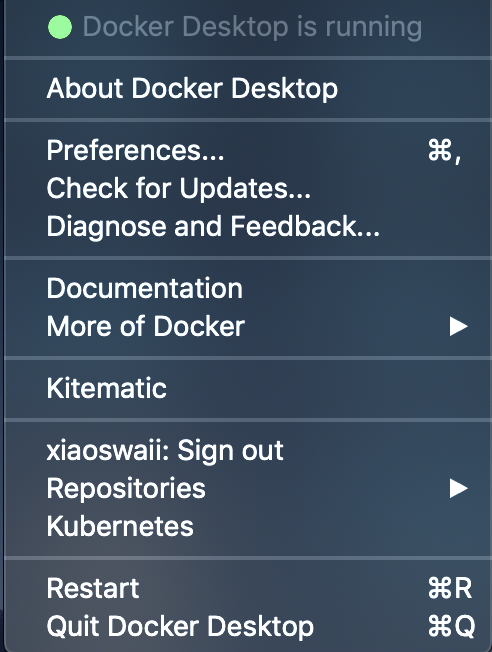 Docker Desktop is running
About Docker Desktop
Preferences... ⌘,
Check for Updates...
Diagnose and Feedback...
Documentation
More of Docker ▶
Kitematic
xiaoswaii: Sign out
Repositories ▶
Kubernetes
Restart ⌘R
Quit Docker Desktop ⌘Q